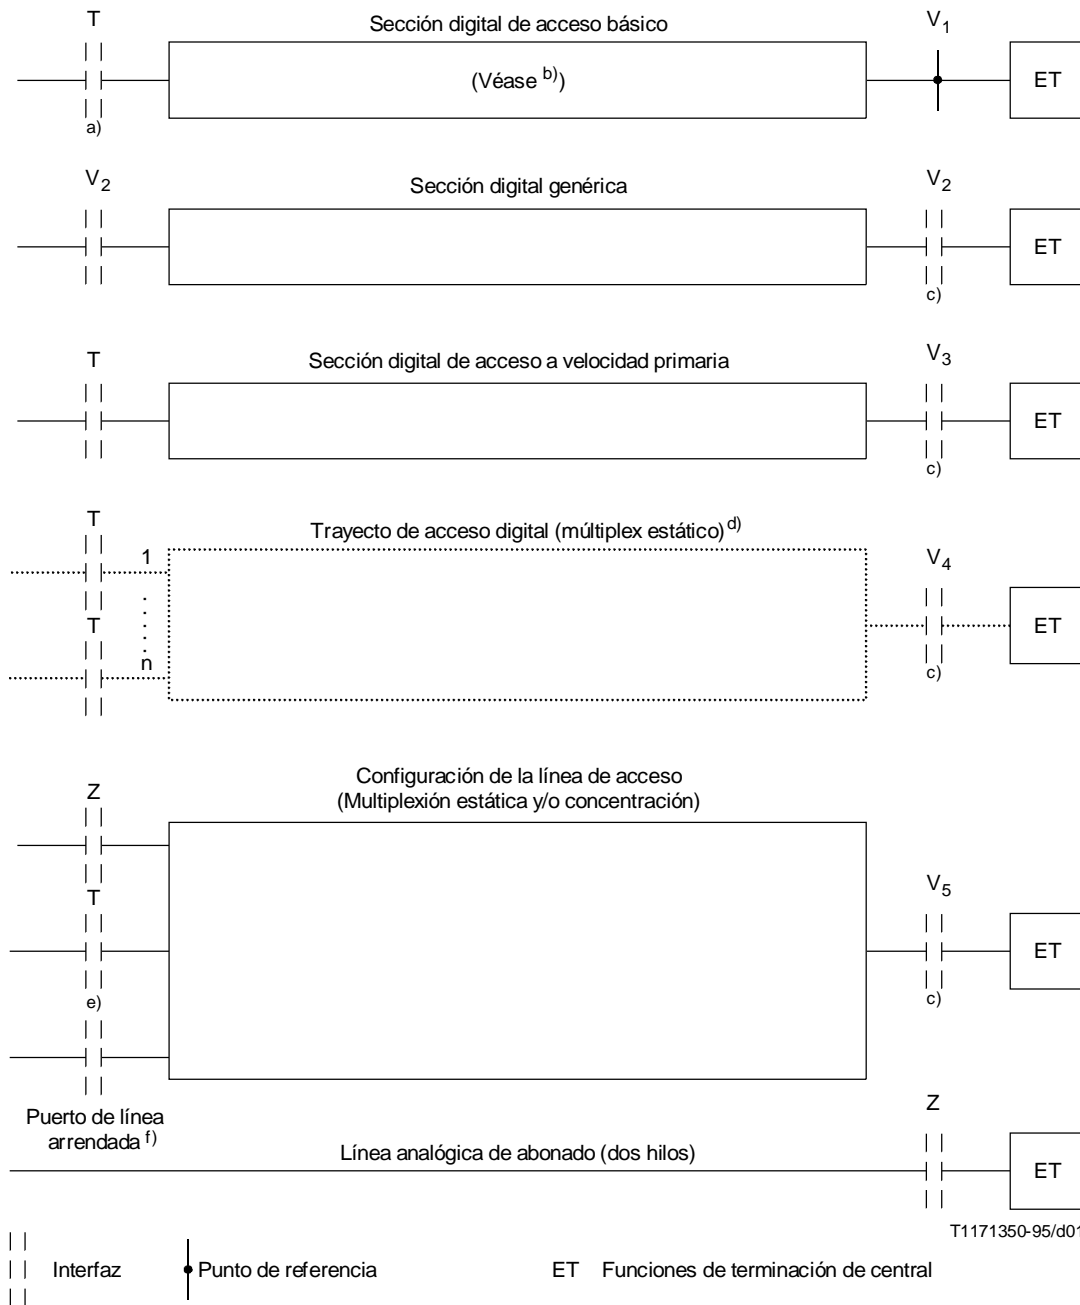 T
Sección digital de acceso básico
V1
(Véase b))
ET
a)
V2
Sección digital genérica
V2
ET
c)
T
Sección digital de acceso a velocidad primaria
V3
ET
c)
T
Trayecto de acceso digital (múltiplex estático) d)
1
V4
T
ET
n
c)
Configuración de la línea de acceso
(Multiplexión estática y/o concentración)
Z
T
V5
ET
e)
c)
Puerto de línea
arrendada f)
Z
Línea analógica de abonado (dos hilos)
ET
T1171350-95/d01
Interfaz
Punto de referencia
ET Funciones de terminación de central